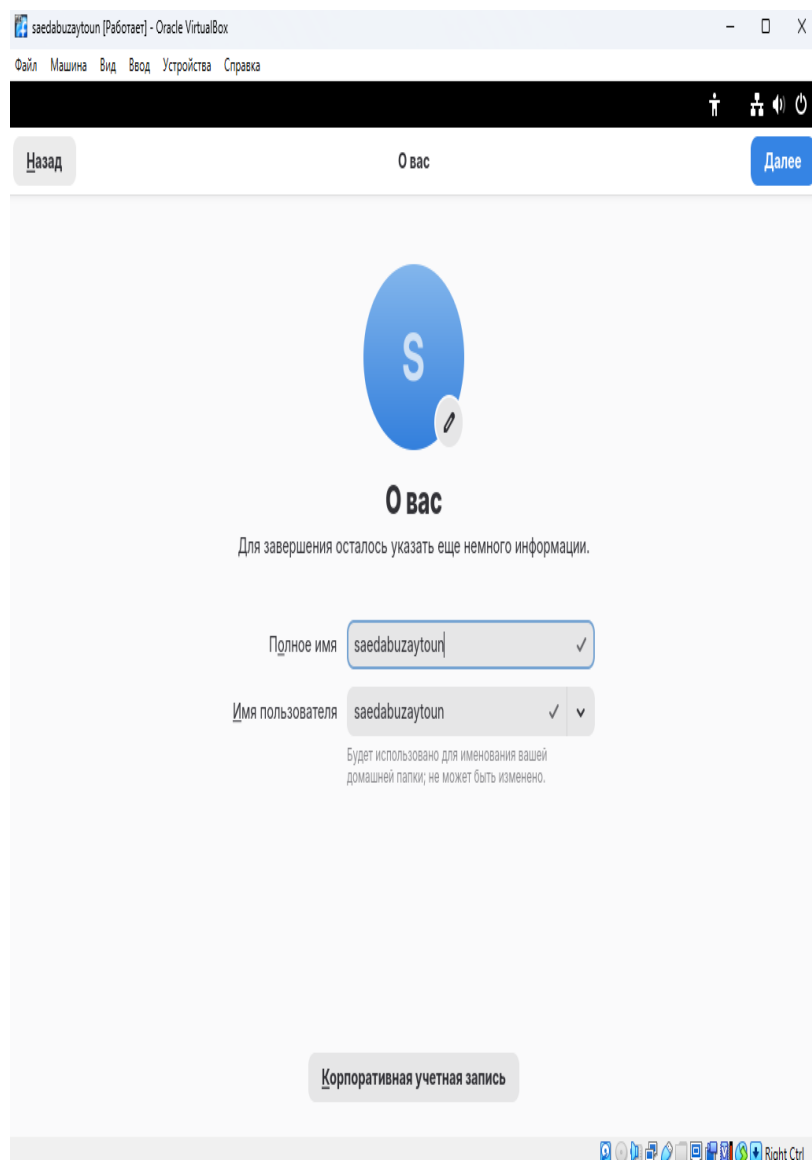 saedabuzaytoun [Работает] - Oracle VirtualBox
Файл Машина Вид Ввод Устройства Справка
Назад
О вас
Далее
S
О вас
Для завершения осталось указать еще немного информации.
Полное имя saedabuzaytoun
Имя пользователя saedabuzaytoun
Будет использовано для именования вашей
домашней папки; не может быть изменено.
Корпоративная учетная запись
Right Ctrl